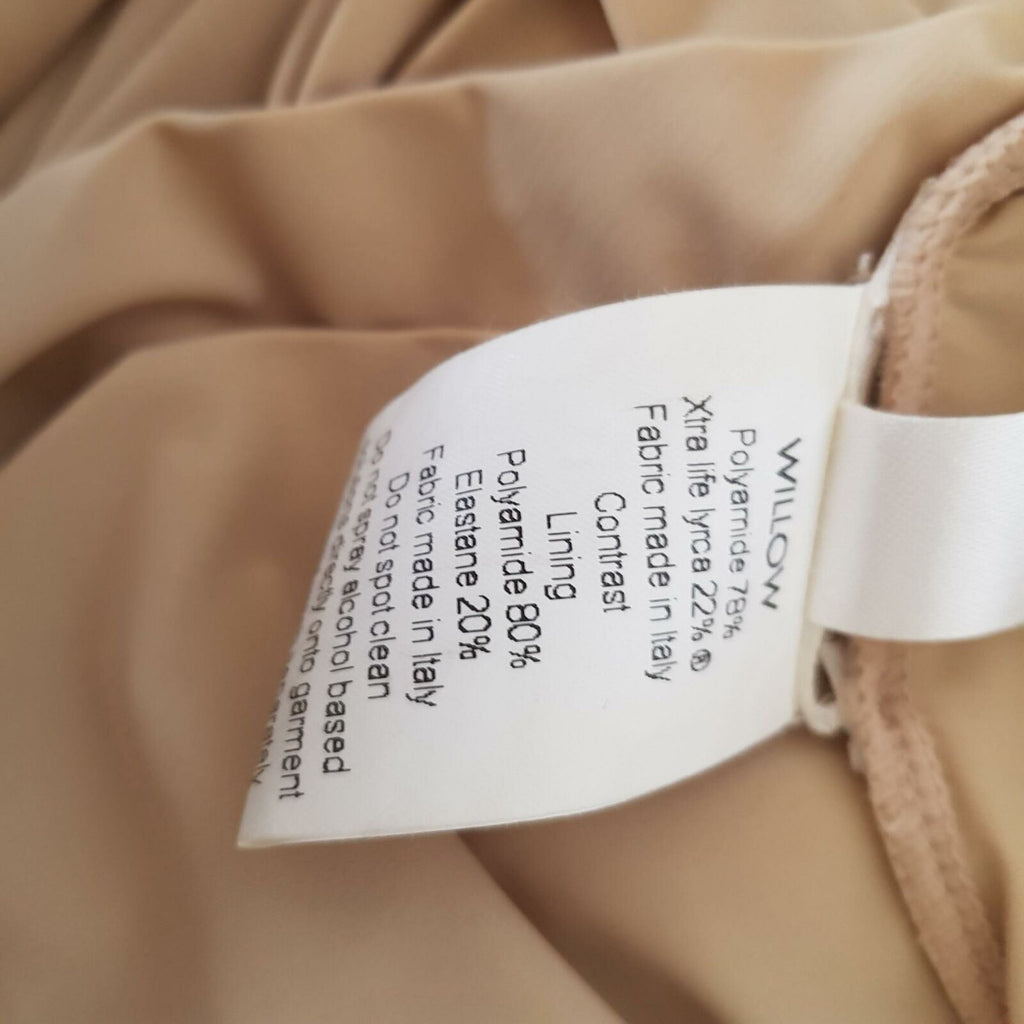 WILLOW
Polyamide 78%
Xtra life lyrca 22% ®
Fabric made in Italy
Contrast
Lining
Polyamide 80%
Elastane 20%
Fabric made in Italy
Do not spot clean
Do not spray alcohol based
directly onto garment